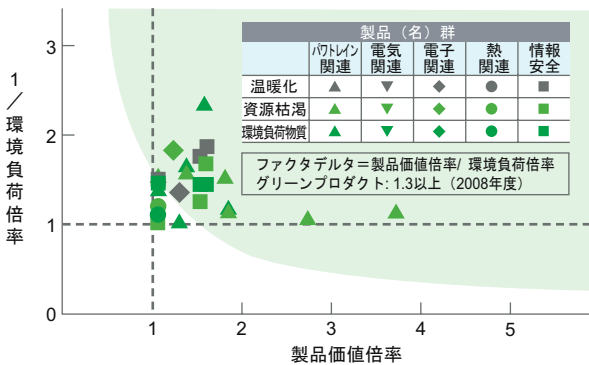 製品（名）群
パワトレイン関連 電気関連 電子関連 熱関連 情報安全
温暖化
資源枯渇
環境負荷物質
ファクタデルタ＝製品価値倍率/ 環境負荷倍率
グリーンプロダクト: 1.3以上（2008年度）
1／環境負荷倍率
3
2
1
0
1
2
3
4
5
製品価値倍率